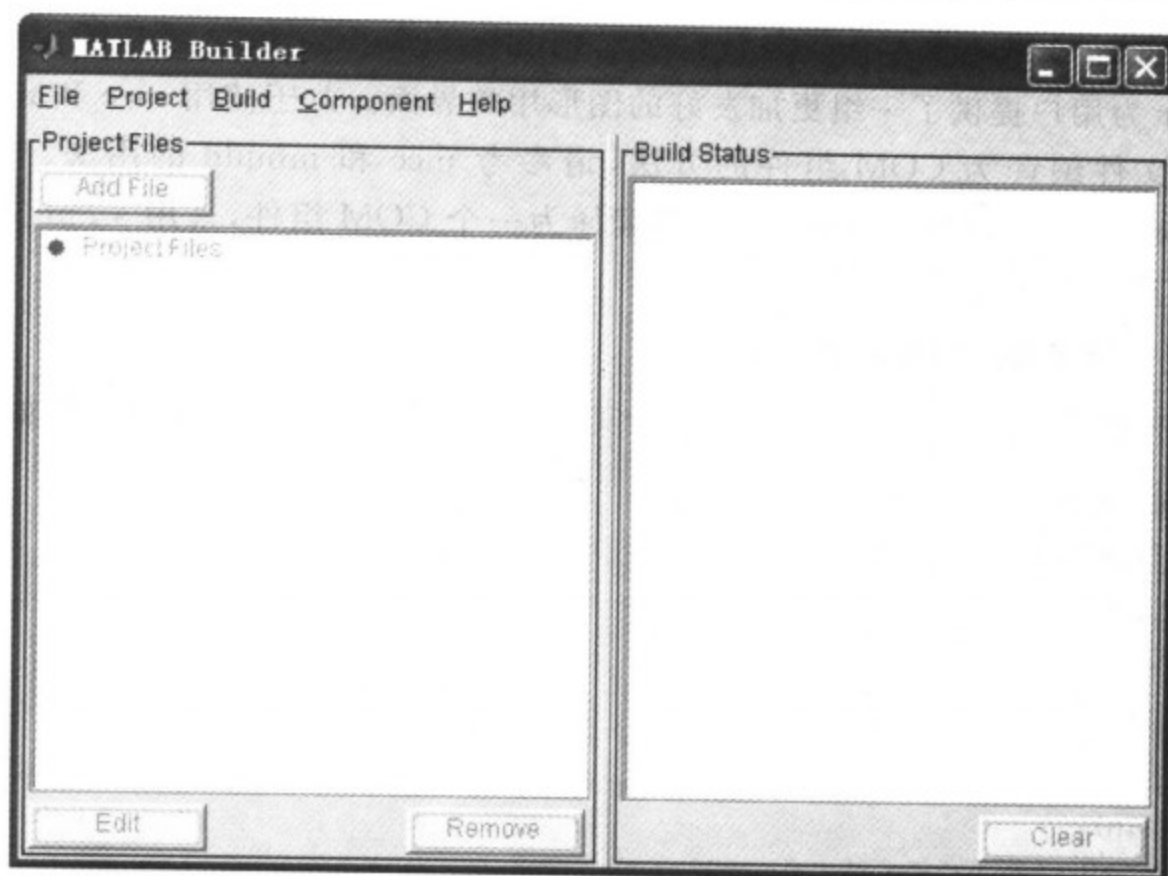 MATLAB Builder
File Project Build Component Help
Project Files
Add File
Project Files
Edit
Remove
Build Status
Clear